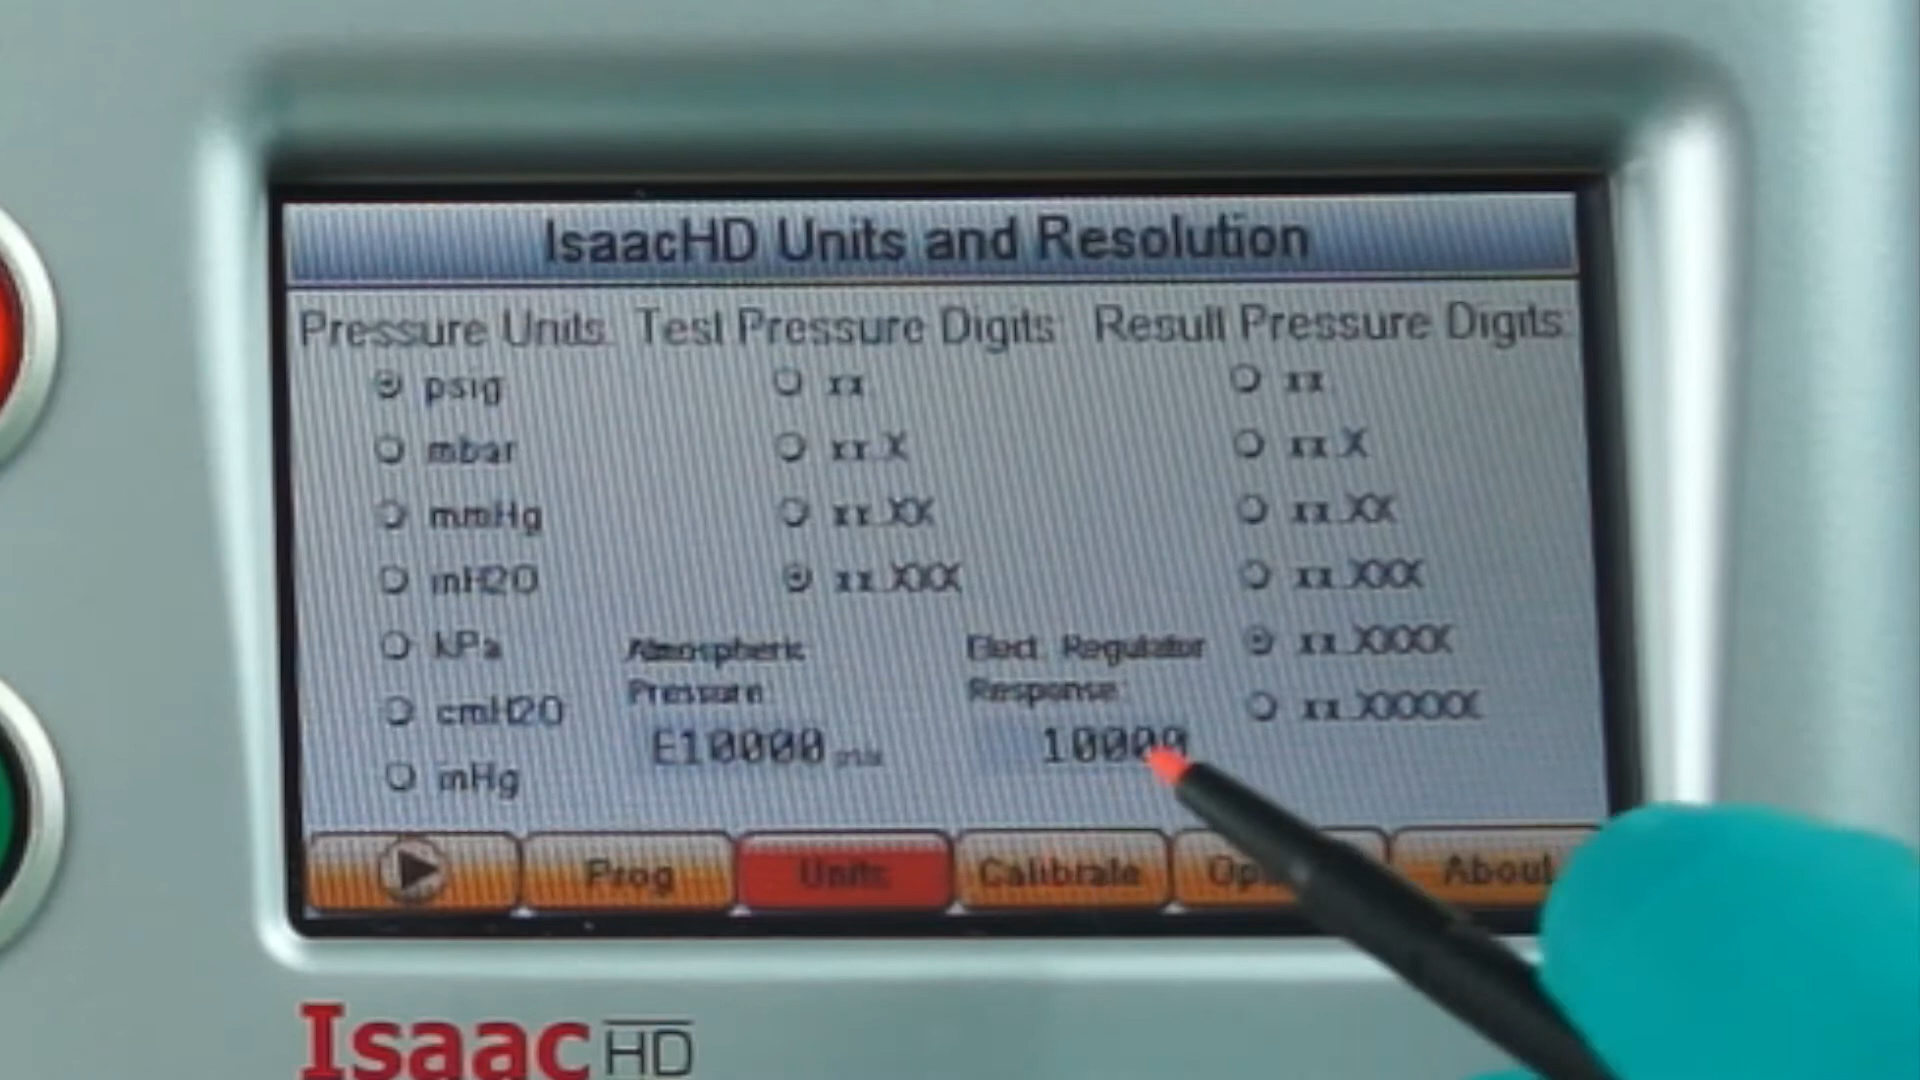 IsaacHD Units and Resolution
Pressure Units Test Pressure Digits Result Pressure Digits
psig xx xx
mbar xx.X xx.X
mmHg xx.XX xx.XX
mH2O xx.XXX xx.XXX
kPa Atmospheric Elect. Regulator xx.XXXX
Pressure: Response:
cmH2O xx.XXXXX
E10000 10000
mHg
Prog Units Calibrate About
Isaac HD